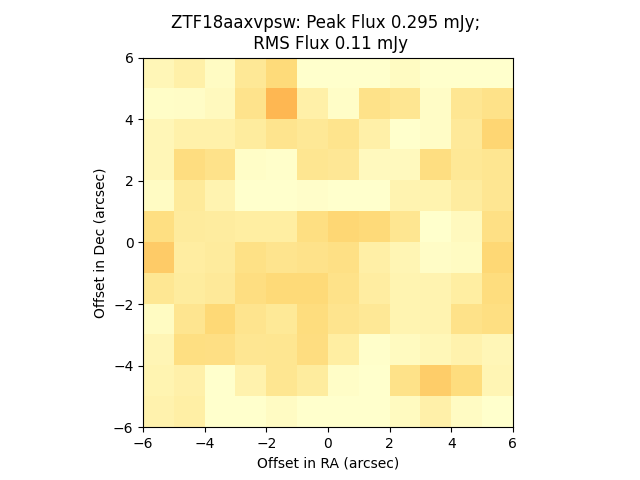 ZTF18aaxvpsw: Peak Flux 0.295 mJy;
RMS Flux 0.11 mJy
6
4
2
0
−2
−4
−6
Offset in Dec (arcsec)
−6 −4 −2 0 2 4 6
Offset in RA (arcsec)